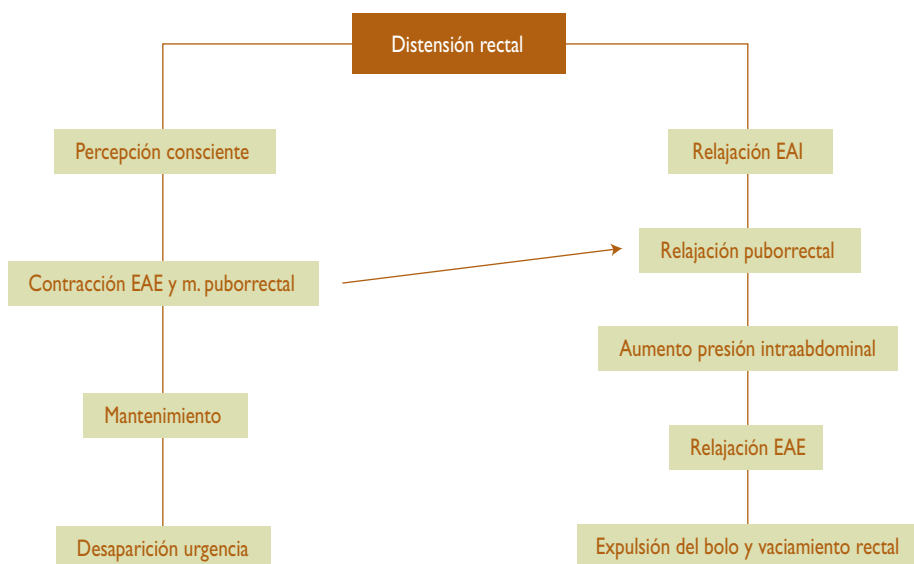 Distensión rectal
Percepción consciente
Relajación EAI
Contracción EAE y m. puborrectal
Relajación puborrectal
Aumento presión intraabdominal
Mantenimiento
Relajación EAE
Desaparición urgencia
Expulsión del bolo y vaciamiento rectal